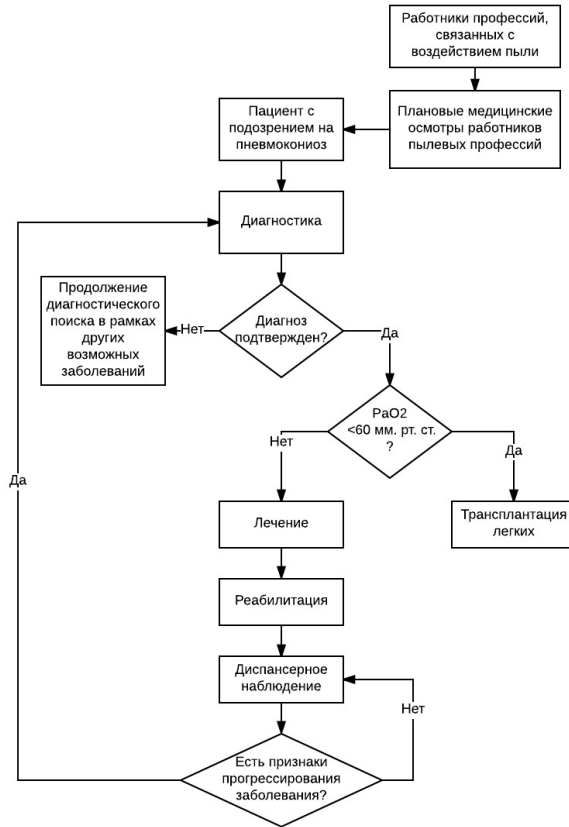 Работники профессий,
связанных с
воздействием пыли
Пациент с
подозрением на
пневмокониоз
Плановые медицинские
осмотры работников
пылевых профессий
Диагностика
Продолжение
диагностического
поиска в рамках
других
возможных
заболеваний
Нет
Диагноз
подтвержден?
Да
PaO2
<60 мм. рт. ст.
?
Нет
Да
Да
Лечение
Трансплантация
легких
Реабилитация
Диспансерное
наблюдение
Нет
Есть признаки
прогрессирования
заболевания?